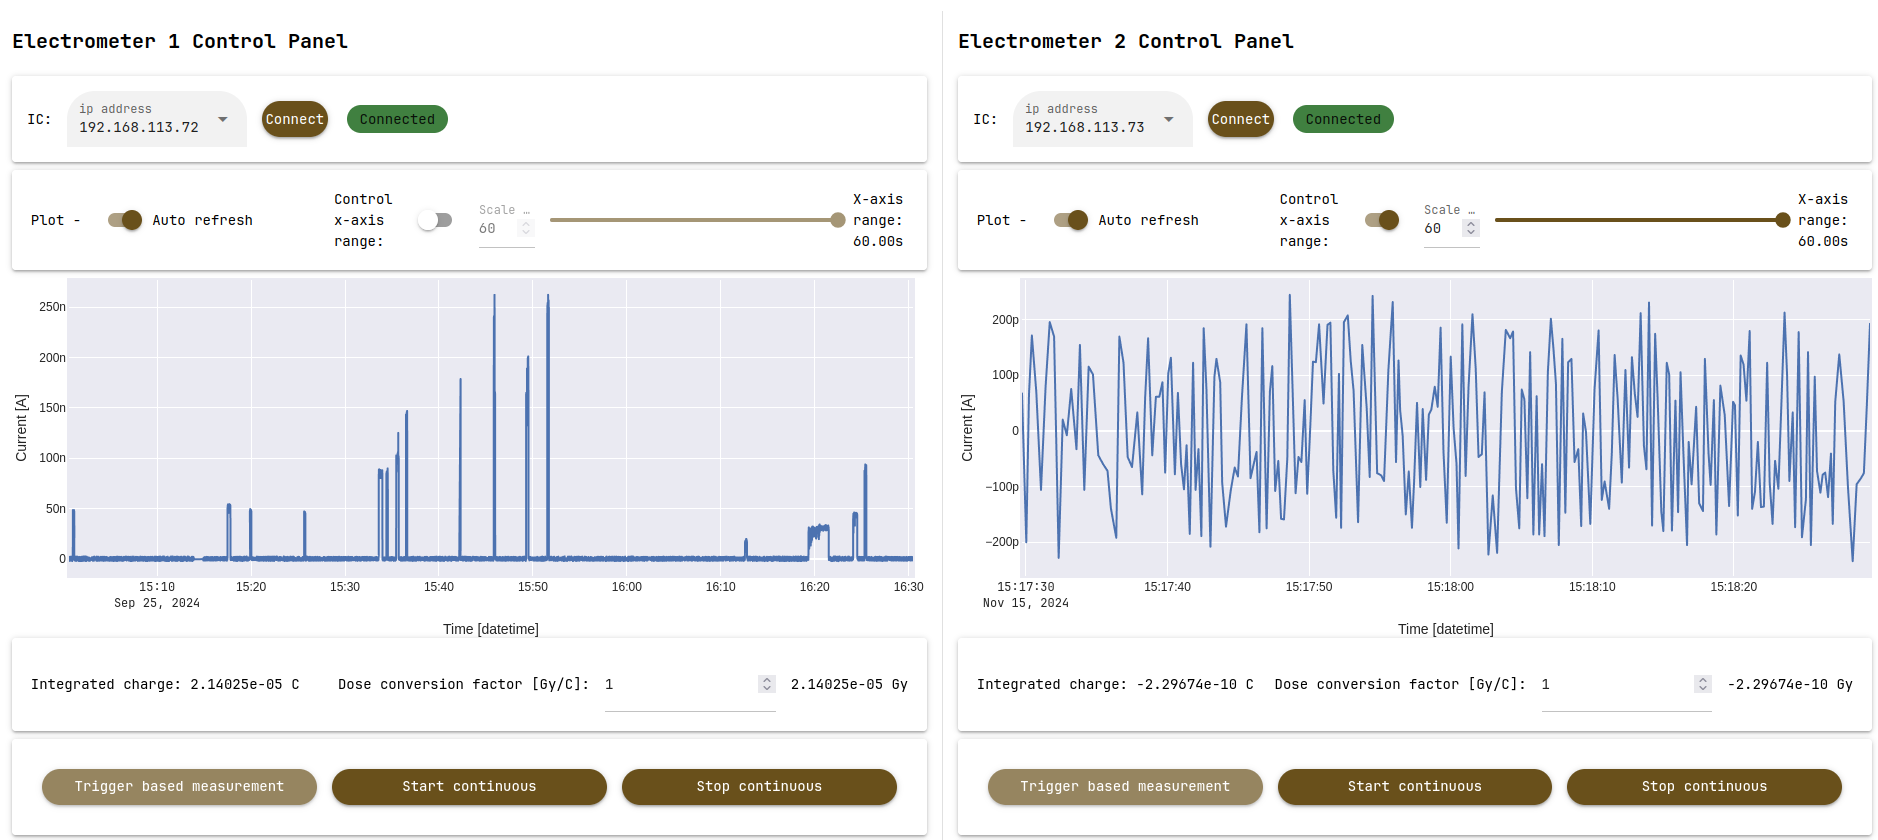 Electrometer 1 Control Panel
IC:
ip address
192.168.113.72
Connect
Connected
Plot -
Auto refresh
Control
x-axis
range:
Scale …
60
X-axis
range:
60.00s
250n
200n
150n
100n
50n
0
Current [A]
15:10
15:20
15:30
15:40
15:50
16:00
16:10
16:20
16:30
Sep 25, 2024
Time [datetime]
Integrated charge: 2.14025e-05 C
Dose conversion factor [Gy/C]:
1
2.14025e-05 Gy
Trigger based measurement
Start continuous
Stop continuous
Electrometer 2 Control Panel
IC:
ip address
192.168.113.73
Connect
Connected
Plot -
Auto refresh
Control
x-axis
range:
Scale …
60
X-axis
range:
60.00s
200p
100p
0
−100p
−200p
Current [A]
15:17:30
15:17:40
15:17:50
15:18:00
15:18:10
15:18:20
Nov 15, 2024
Time [datetime]
Integrated charge: -2.29674e-10 C
Dose conversion factor [Gy/C]:
1
-2.29674e-10 Gy
Trigger based measurement
Start continuous
Stop continuous